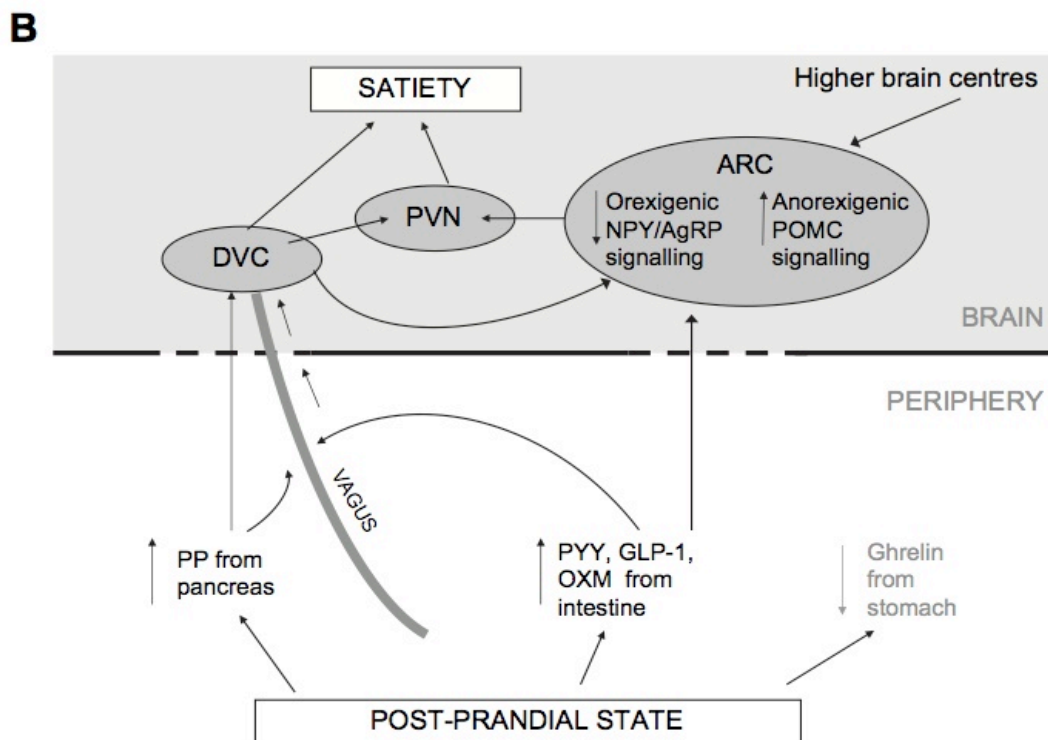 B
SATIETY
Higher brain centres
ARC
Orexigenic
NPY/AgRP
signalling
Anorexigenic
POMC
signalling
PVN
DVC
BRAIN
PERIPHERY
VAGUS
PP from
pancreas
PYY, GLP-1,
OXM from
intestine
Ghrelin
from
stomach
POST-PRANDIAL STATE